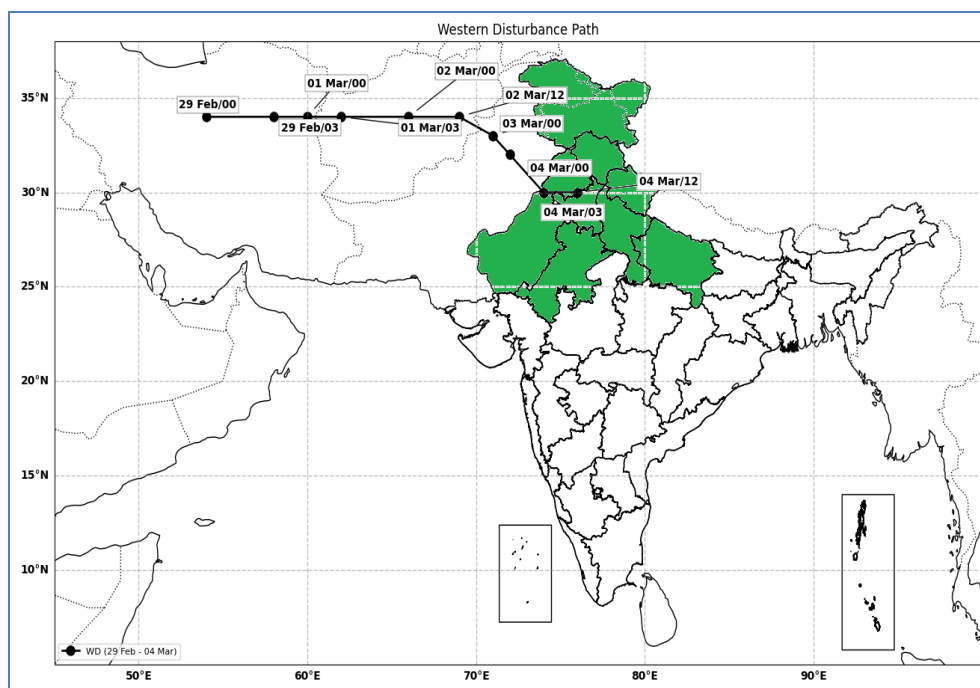 Western Disturbance Path
02 Mar/00
01 Mar/00
35°N
29 Feb/00
02 Mar/12
29 Feb/03
01 Mar/03
03 Mar/00
04 Mar/00
30°N
04 Mar/12
04 Mar/03
25°N
20°N
15°N
10°N
WD (29 Feb - 04 Mar)
50°E
60°E
70°E
80°E
90°E